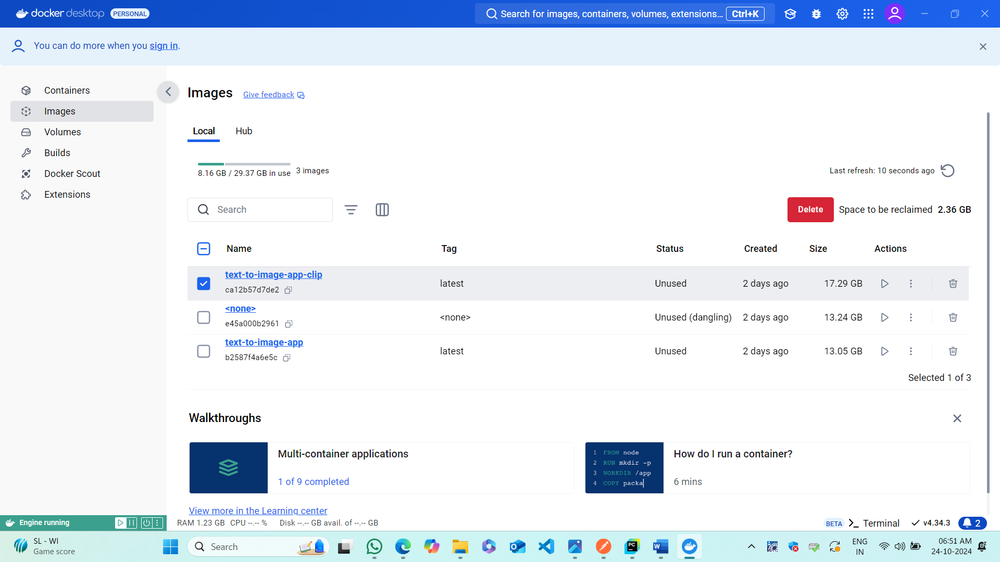 docker desktop PERSONAL
Search for images, containers, volumes, extensions... Ctrl+K
You can do more when you sign in.
Containers
Images
Volumes
Builds
Docker Scout
Extensions
Images Give feedback
Local Hub
8.16 GB / 29.37 GB in use 3 images
Last refresh: 10 seconds ago
Search
Delete Space to be reclaimed 2.36 GB
Name Tag Status Created Size Actions
text-to-image-app-clip
ca12b57d7de2
latest Unused 2 days ago 17.29 GB
<none>
e45a000b2961
<none> Unused (dangling) 2 days ago 13.24 GB
text-to-image-app
b2587f4a6e5c
latest Unused 2 days ago 13.05 GB
Selected 1 of 3
Walkthroughs
Multi-container applications
1 of 9 completed
1 FROM node
2 RUN mkdir -p
3 WORKDIR /app
4 COPY packa
How do I run a container?
6 mins
View more in the Learning center
Engine running
RAM 1.23 GB CPU --.-- % Disk --.-- GB avail. of --.-- GB
BETA Terminal v4.34.3 2
SL - WI
Game score
Search
PC
W
ENG
IN
06:51 AM
24-10-2024